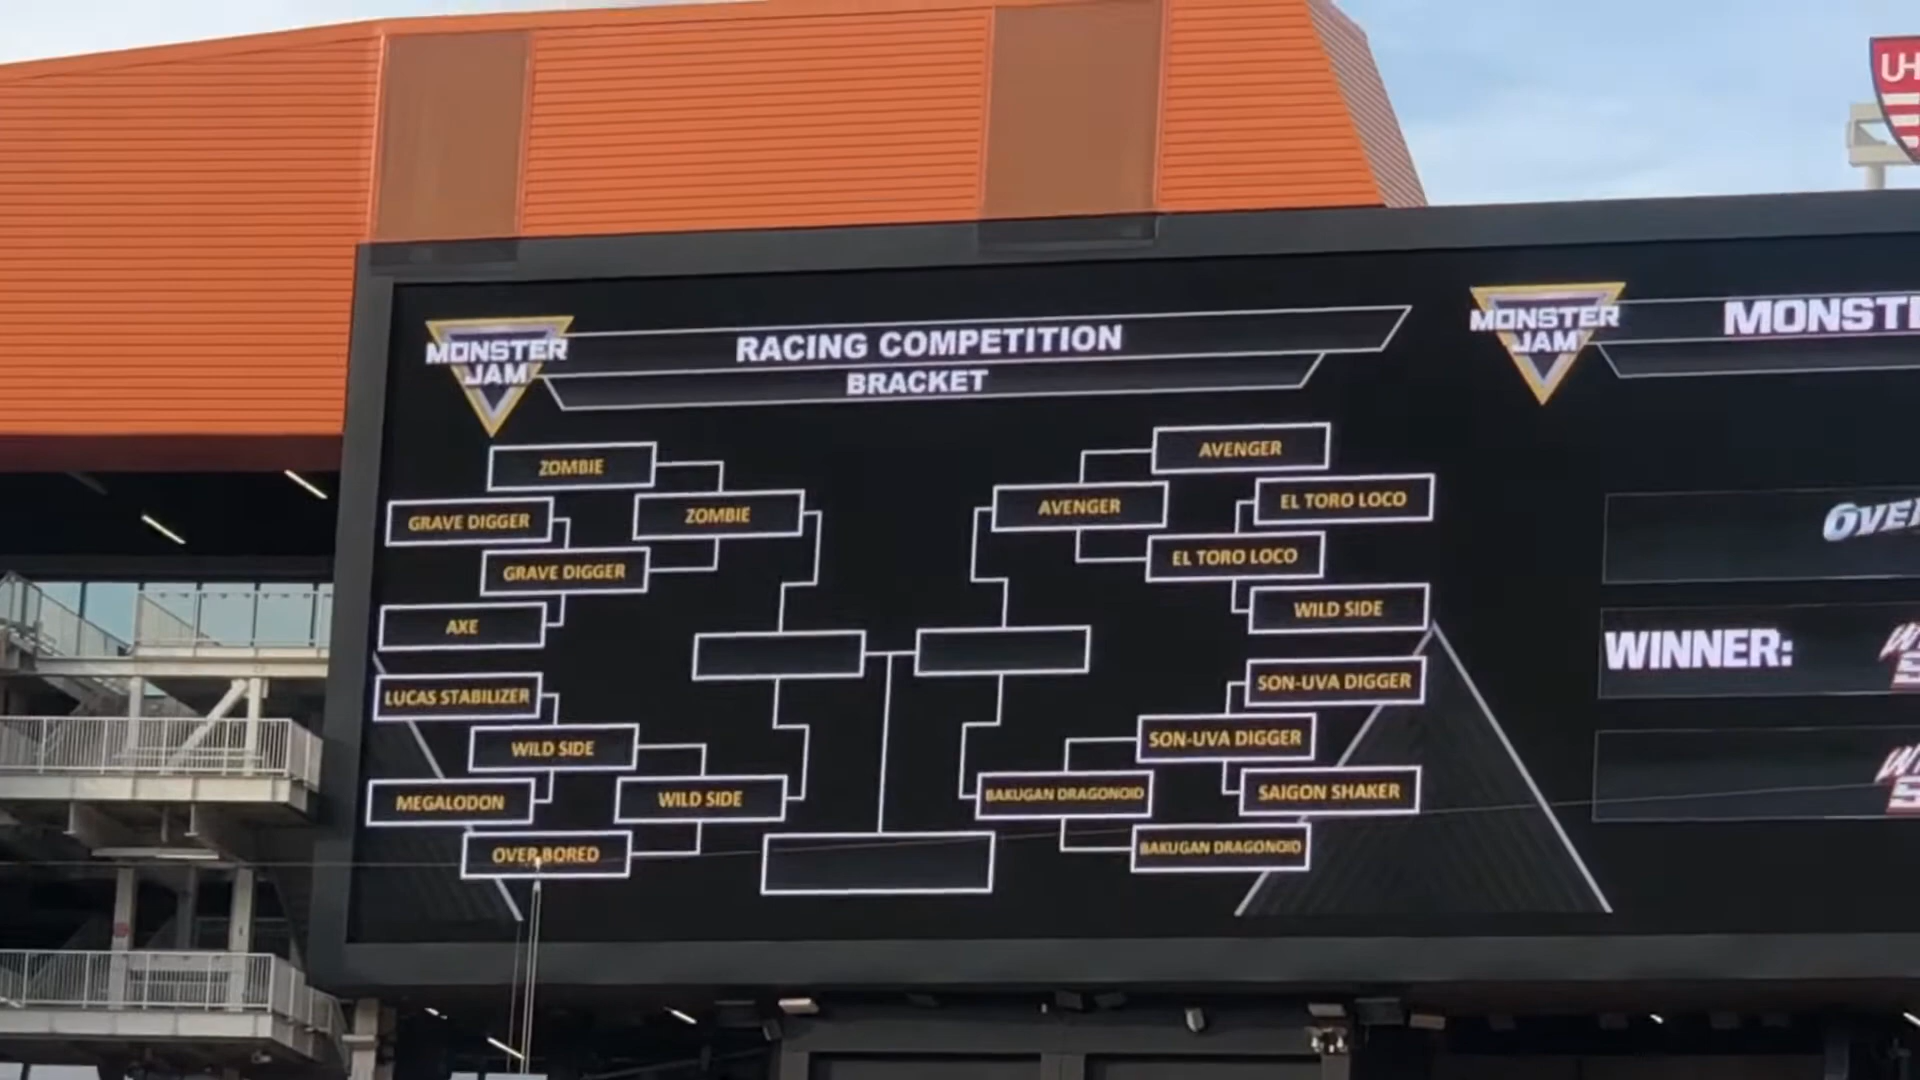 UH
MONSTER
JAM
RACING COMPETITION
BRACKET
ZOMBIE
GRAVE DIGGER
ZOMBIE
GRAVE DIGGER
AXE
LUCAS STABILIZER
WILD SIDE
MEGALODON
WILD SIDE
OVER BORED
AVENGER
AVENGER
EL TORO LOCO
EL TORO LOCO
WILD SIDE
SON-UVA DIGGER
SON-UVA DIGGER
BAKUGAN DRAGONOID
SAIGON SHAKER
BAKUGAN DRAGONOID
MONSTER
JAM
WINNER: